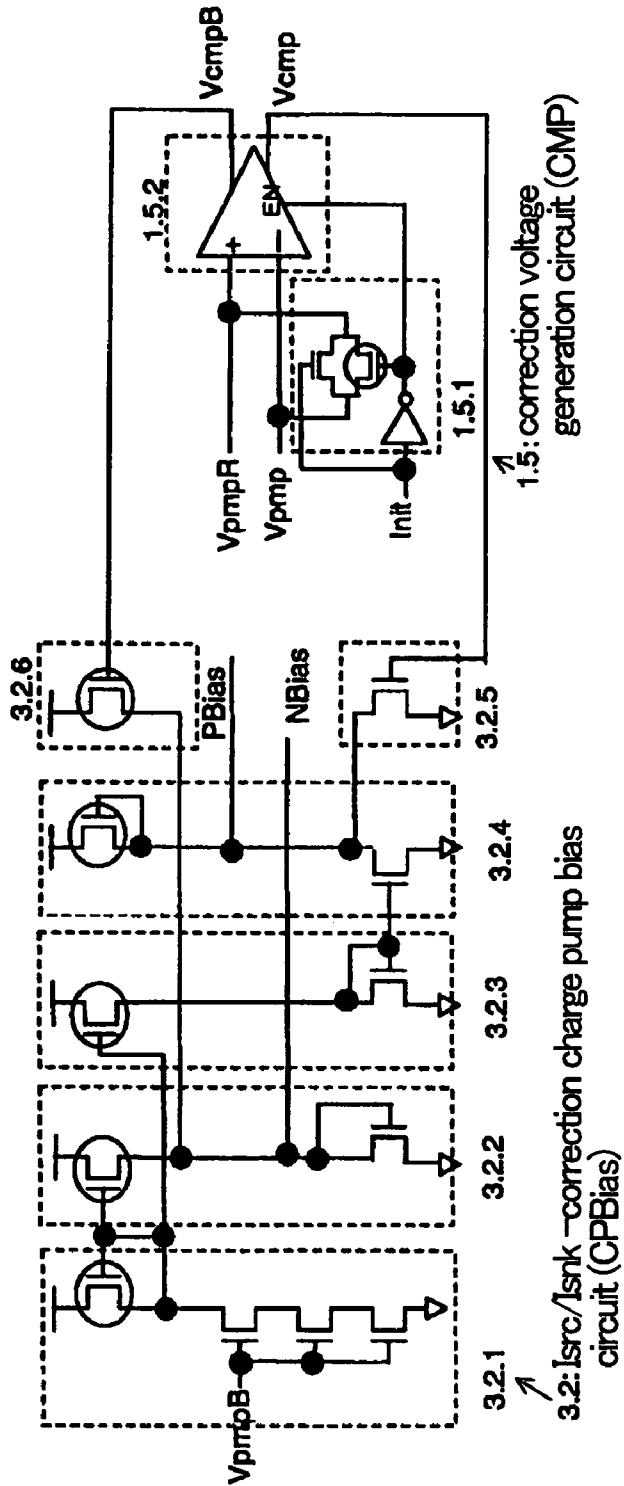 3.2.6
1.5.2
VcmpB
Vcmp
+
−
EN
VpmpR
Vpmp
Init
1.5.1
PBias
NBias
VpmpB
3.2.1
3.2.2
3.2.3
3.2.4
3.2.5
1.5: correction voltage
generation circuit (CMP)
3.2: Isrc/Isnk -correction charge pump bias
circuit (CPBias)